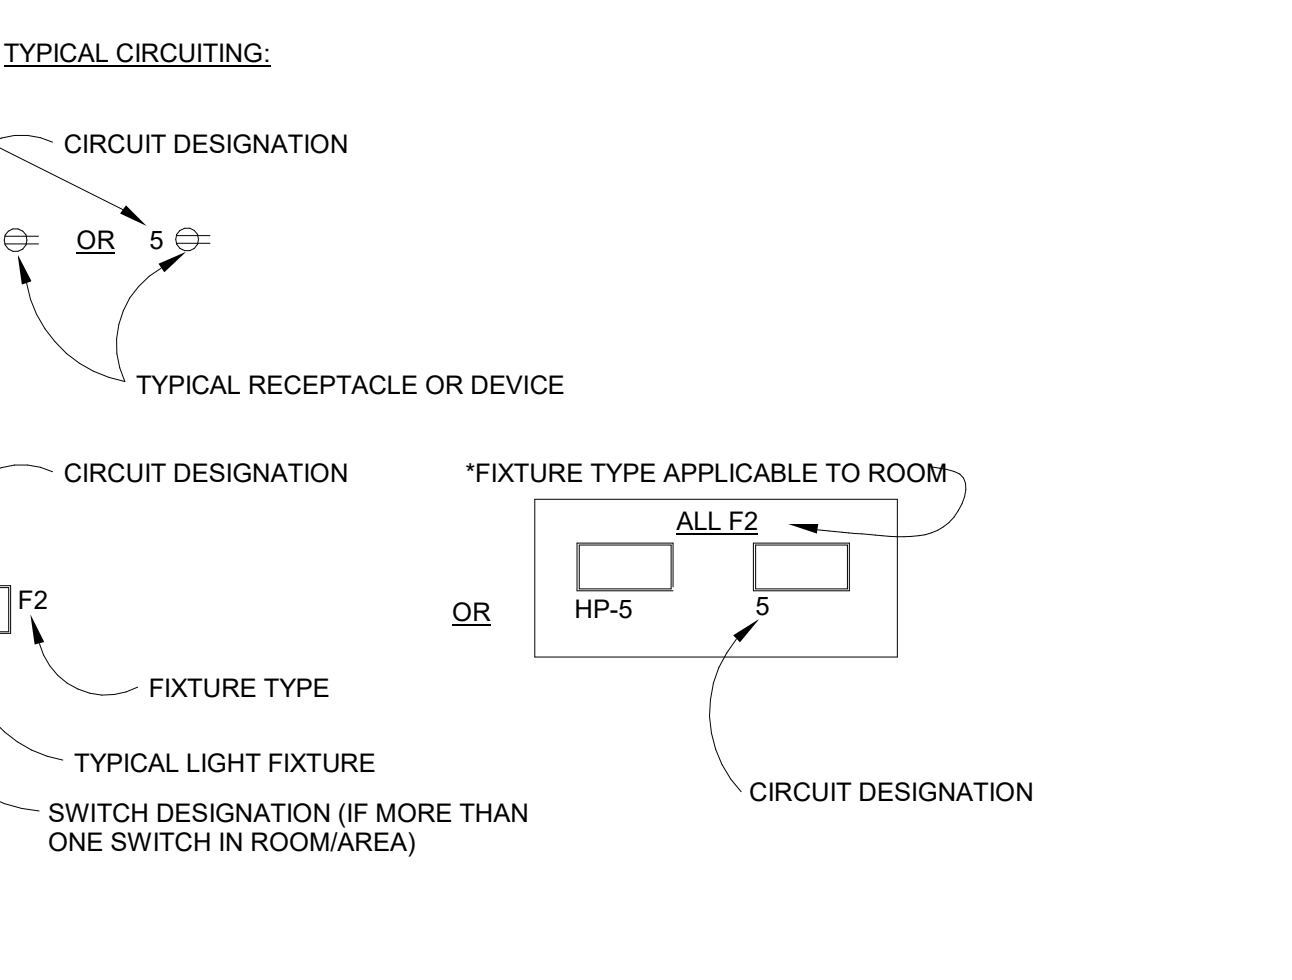 TYPICAL CIRCUITING:
CIRCUIT DESIGNATION
OR 5
TYPICAL RECEPTACLE OR DEVICE
CIRCUIT DESIGNATION
*FIXTURE TYPE APPLICABLE TO ROOM
ALL F2
F2
OR
HP-5 5
FIXTURE TYPE
TYPICAL LIGHT FIXTURE
CIRCUIT DESIGNATION
SWITCH DESIGNATION (IF MORE THAN
ONE SWITCH IN ROOM/AREA)